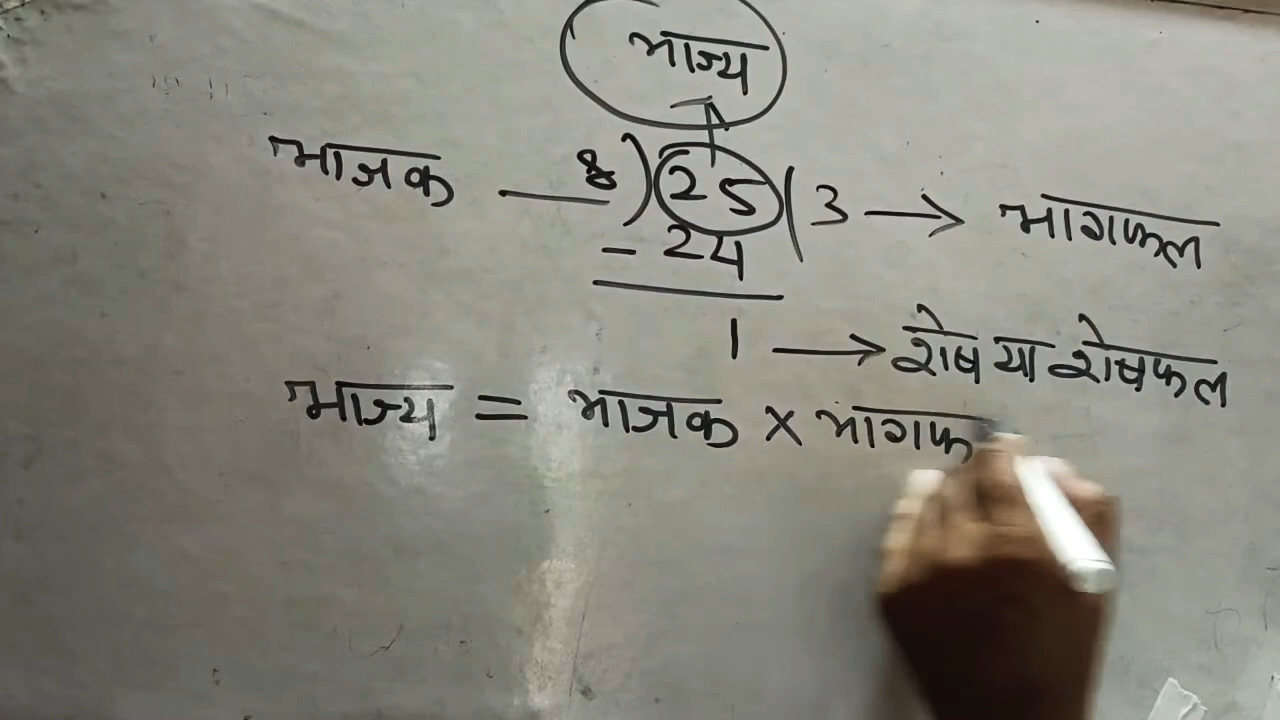 भाज्य
भाजक — 8)25(3 → भागफल
- 24
1 → शेष या शेषफल
भाज्य = भाजक × भागफ